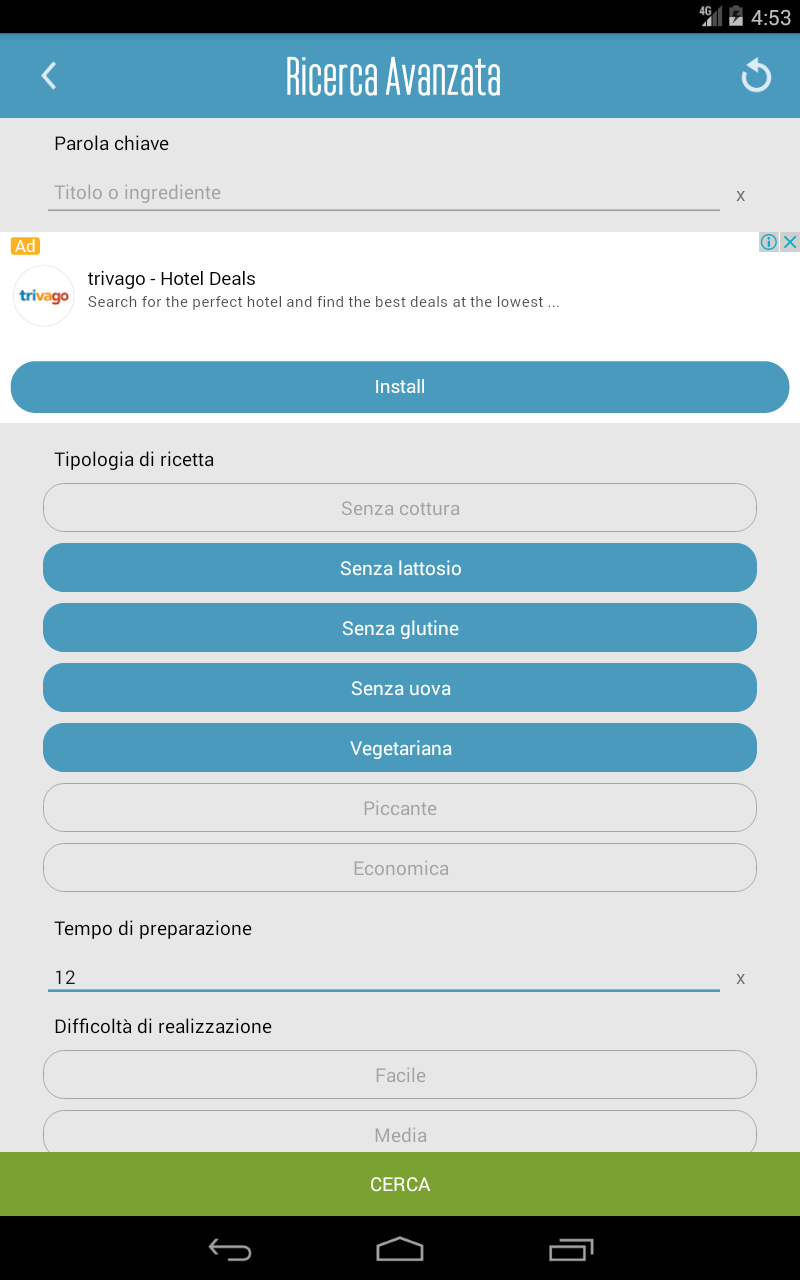 4G 4:53
Ricerca Avanzata
Parola chiave
Titolo o ingrediente x
Ad
trivago trivago - Hotel Deals
Search for the perfect hotel and find the best deals at the lowest ...
Install
Tipologia di ricetta
Senza cottura
Senza lattosio
Senza glutine
Senza uova
Vegetariana
Piccante
Economica
Tempo di preparazione
12 x
Difficoltà di realizzazione
Facile
Media
CERCA